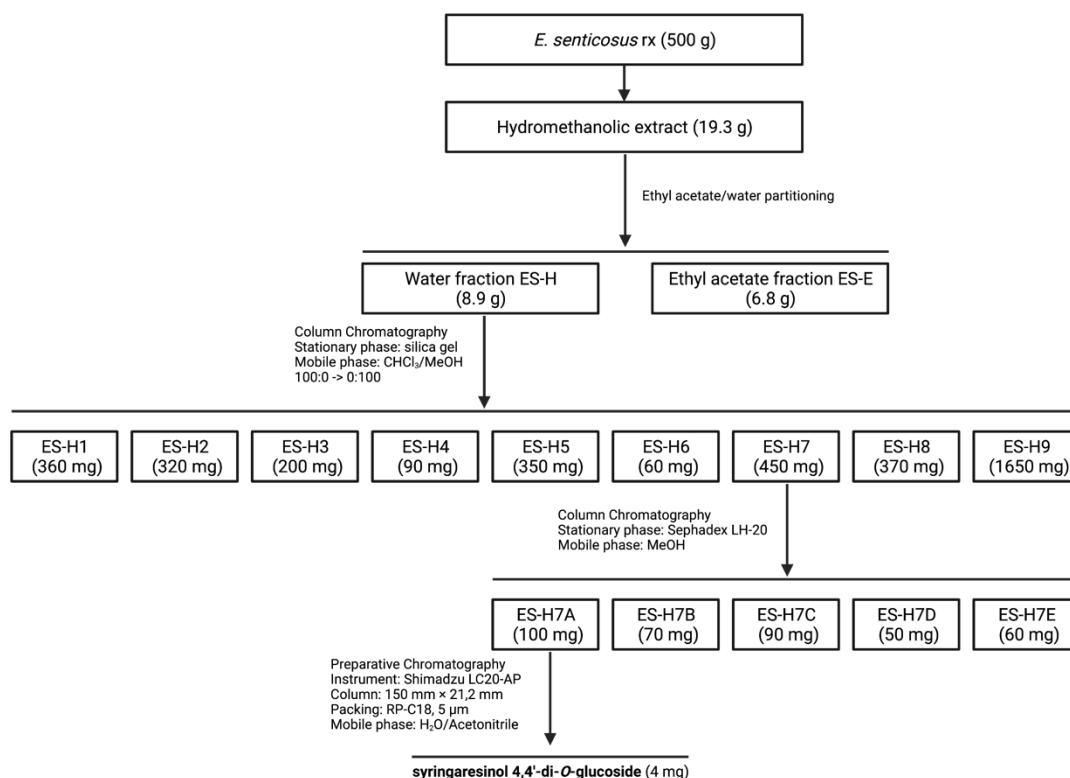 E. senticosus rx (500 g)
Hydromethanolic extract (19.3 g)
Ethyl acetate/water partitioning
Water fraction ES-H
(8.9 g)
Ethyl acetate fraction ES-E
(6.8 g)
Column Chromatography
Stationary phase: silica gel
Mobile phase: CHCl₃/MeOH
100:0 -> 0:100
ES-H1
(360 mg)
ES-H2
(320 mg)
ES-H3
(200 mg)
ES-H4
(90 mg)
ES-H5
(350 mg)
ES-H6
(60 mg)
ES-H7
(450 mg)
ES-H8
(370 mg)
ES-H9
(1650 mg)
Column Chromatography
Stationary phase: Sephadex LH-20
Mobile phase: MeOH
ES-H7A
(100 mg)
ES-H7B
(70 mg)
ES-H7C
(90 mg)
ES-H7D
(50 mg)
ES-H7E
(60 mg)
Preparative Chromatography
Instrument: Shimadzu LC20-AP
Column: 150 mm × 21,2 mm
Packing: RP-C18, 5 µm
Mobile phase: H₂O/Acetonitrile
syringaresinol 4,4'-di-O-glucoside (4 mg)